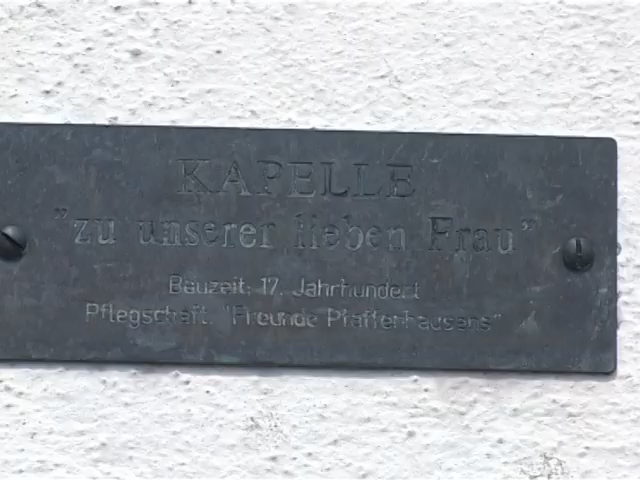 KAPELLE
"zu unserer lieben Frau"
Bauzeit: 17. Jahrhundert
Pflegschaft: "Freunde Pfaffenhausens"